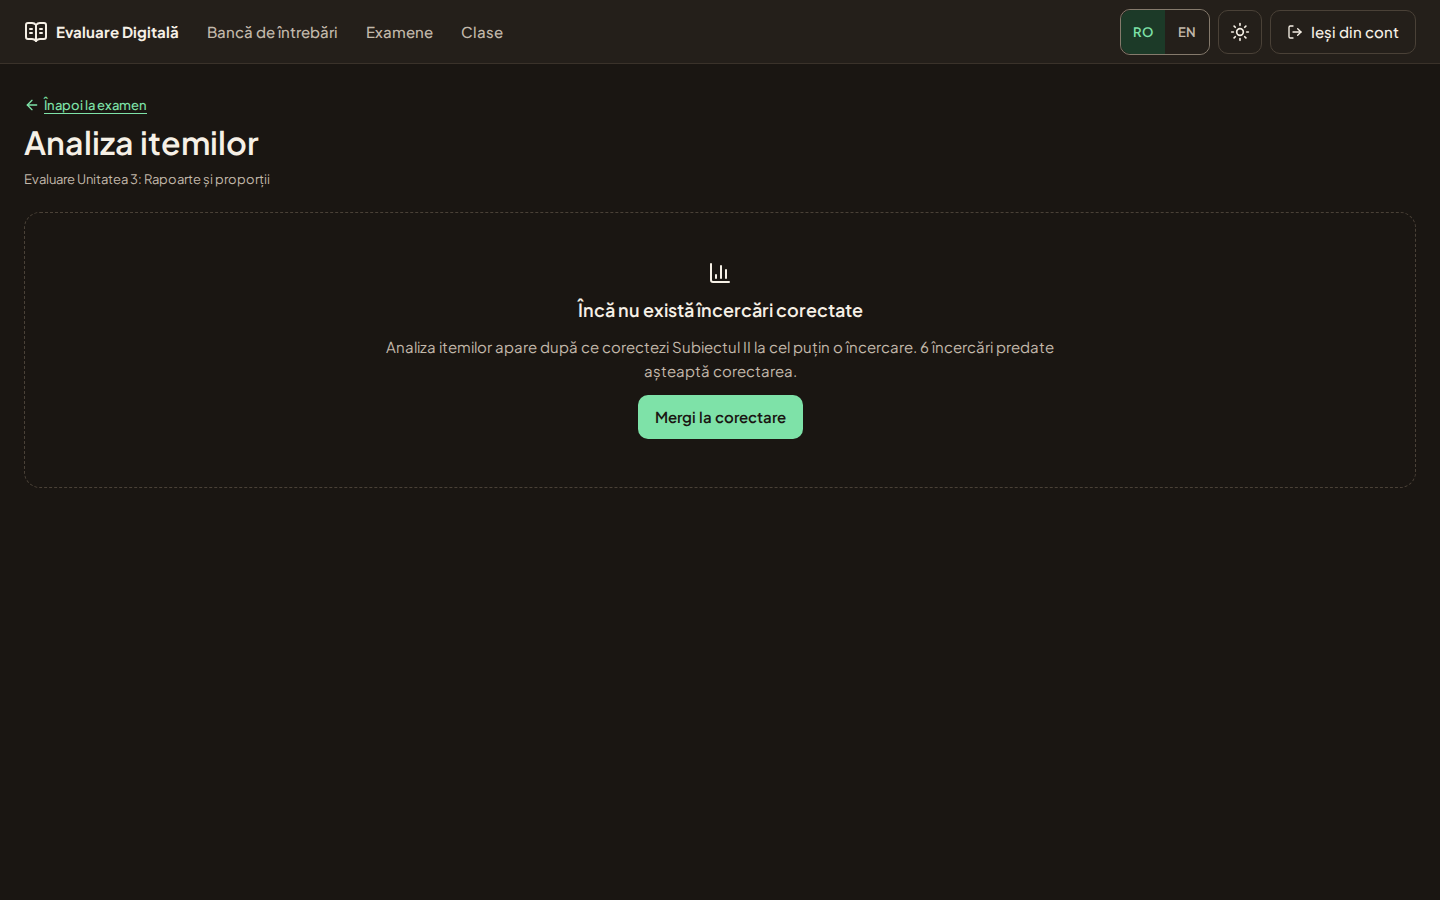 Evaluare Digitală
Bancă de întrebări
Examene
Clase
RO
EN
Ieși din cont
Înapoi la examen
Analiza itemilor
Evaluare Unitatea 3: Rapoarte și proporții
Încă nu există încercări corectate
Analiza itemilor apare după ce corectezi Subiectul II la cel puțin o încercare. 6 încercări predate
așteaptă corectarea.
Mergi la corectare